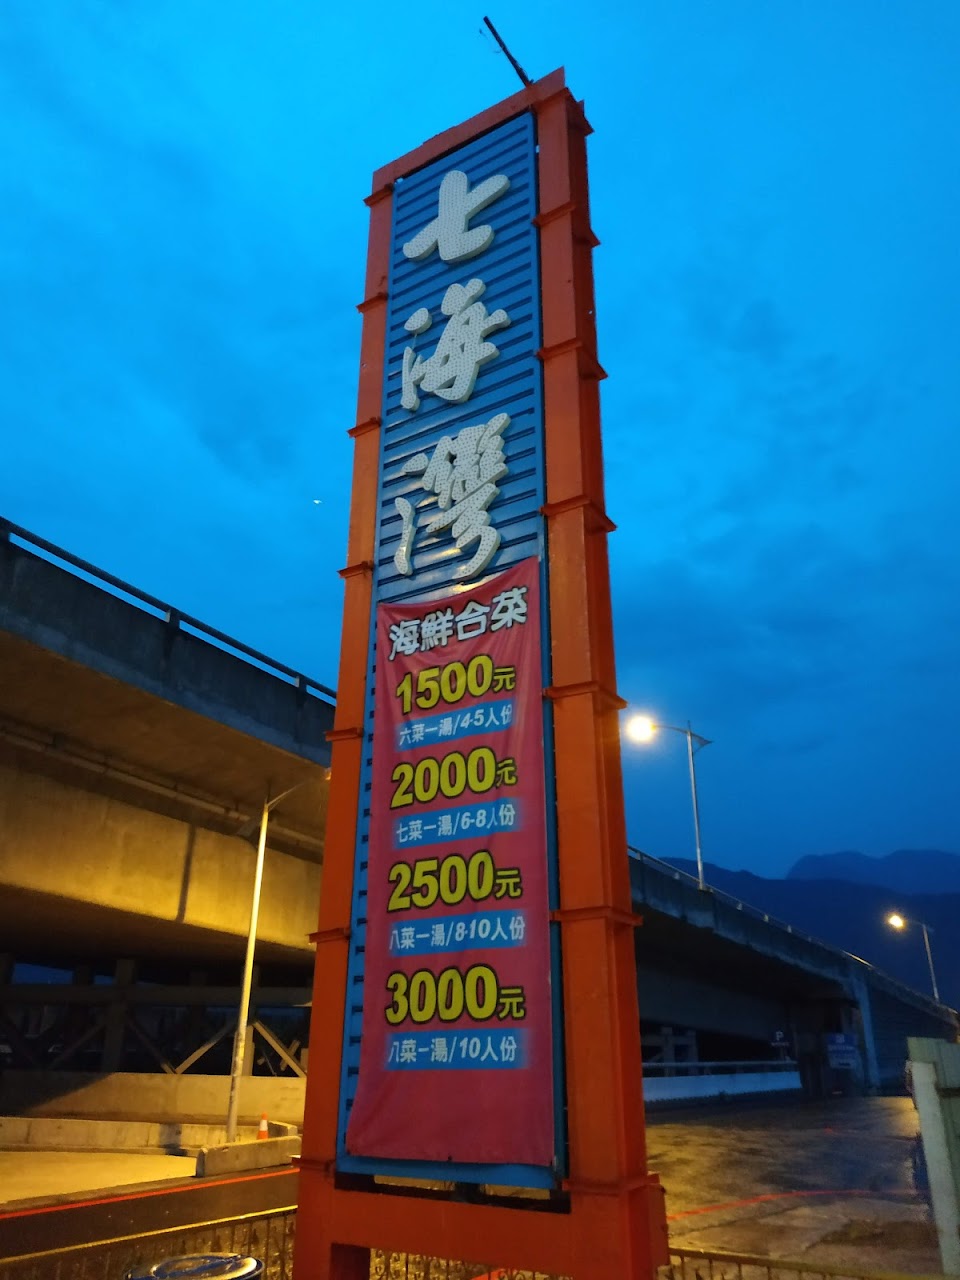 七海灣
海鮮合菜
1500元
六菜一湯/4-5人份
2000元
七菜一湯/6-8人份
2500元
八菜一湯/8-10人份
3000元
八菜一湯/10人份